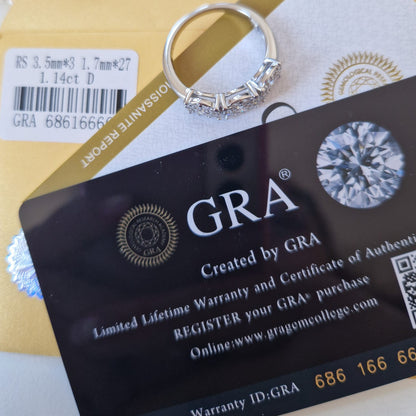 RS 3.5mm*3 1.7mm*27
1.14ct D
GRA 68616666
MOISSANITE REPORT
GRA®
GRA
Created by GRA
Limited Lifetime Warranty and Certificate of
REGISTER your GRA® purchase
Online:www.gragemcollege.com
Warranty ID:GRA 686 166 66